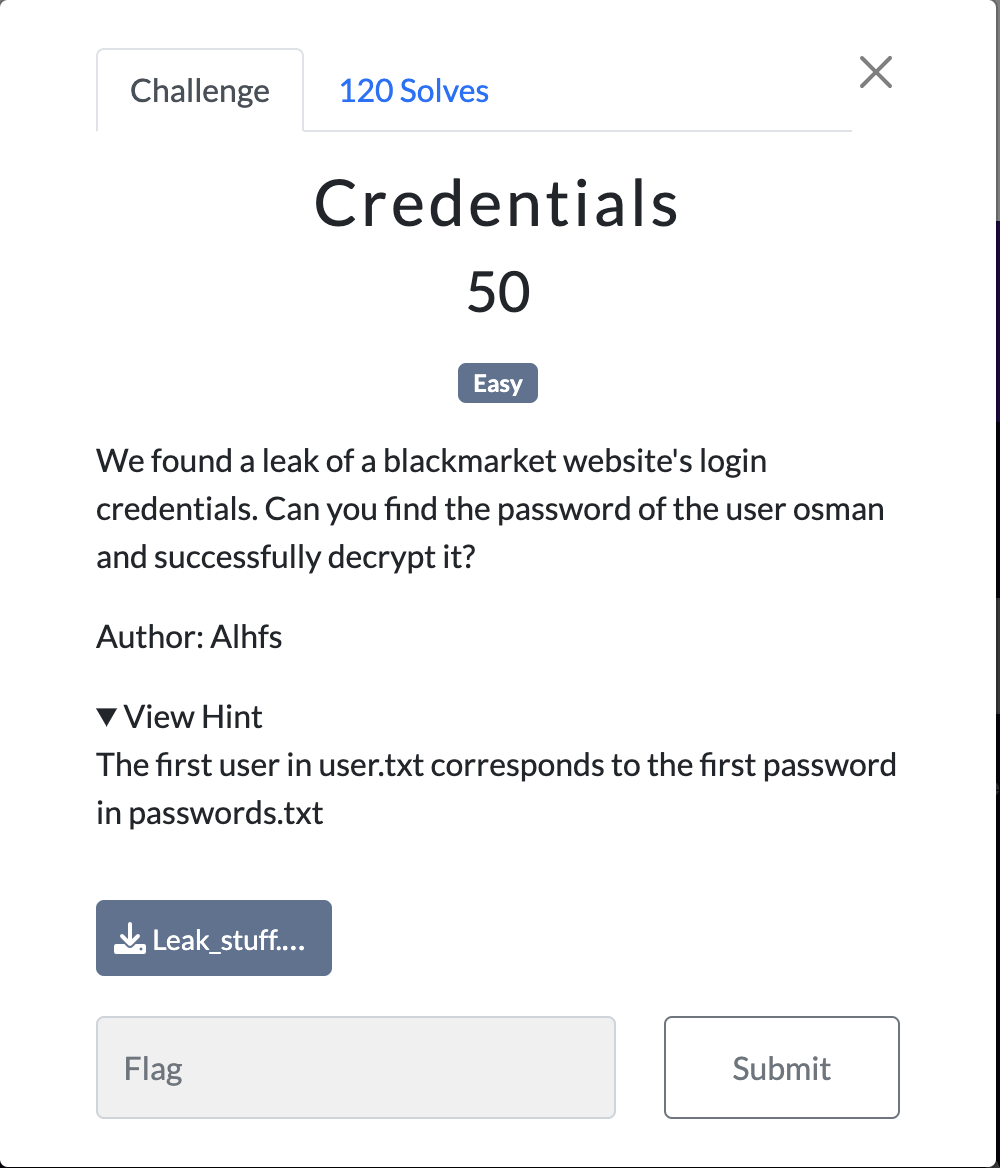 Challenge
120 Solves
Credentials
50
Easy
We found a leak of a blackmarket website's login
credentials. Can you find the password of the user osman
and successfully decrypt it?
Author: Alhfs
▼ View Hint
The first user in user.txt corresponds to the first password
in passwords.txt
Leak_stuff....
Flag
Submit